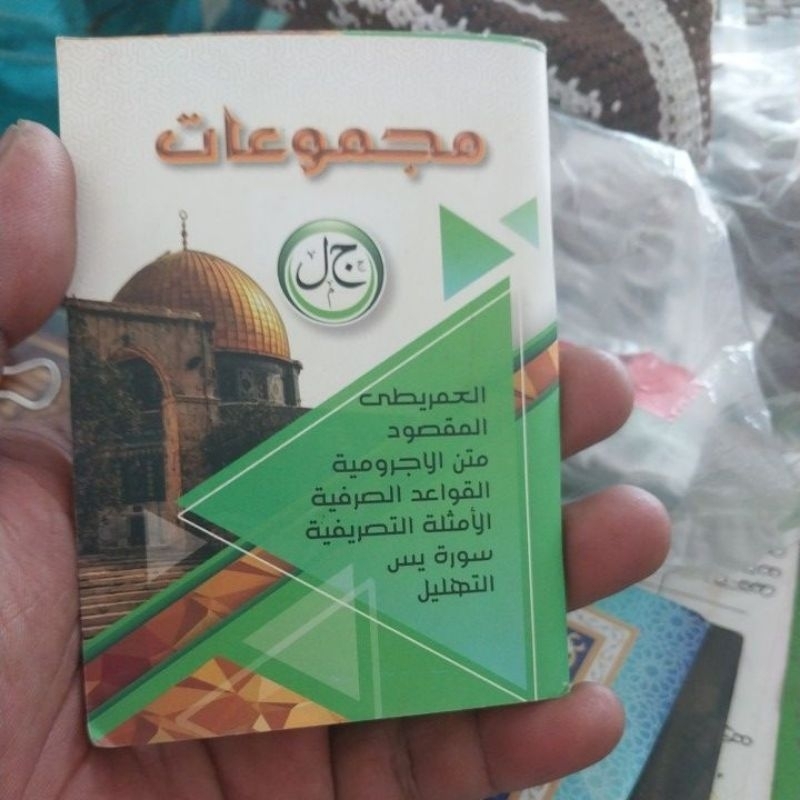 مجموعات
ج ل
م
العمريطى
المقصود
متن الاجرومية
القواعد الصرفية
الأمثلة التصريفية
سورة يس
التهليل